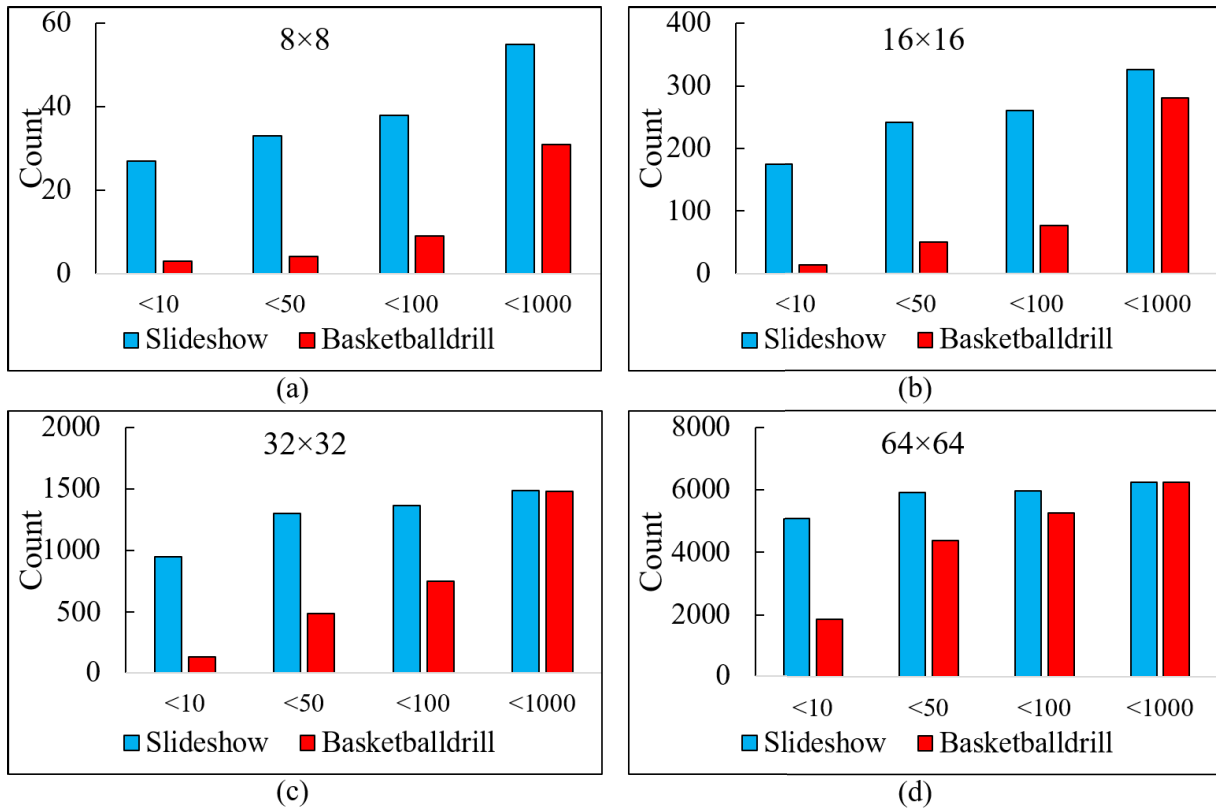 8×8
Count
60
40
20
0
<10 <50 <100 <1000
Slideshow Basketballdrill
(a)
16×16
Count
400
300
200
100
0
<10 <50 <100 <1000
Slideshow Basketballdrill
(b)
32×32
Count
2000
1500
1000
500
0
<10 <50 <100 <1000
Slideshow Basketballdrill
(c)
64×64
Count
8000
6000
4000
2000
0
<10 <50 <100 <1000
Slideshow Basketballdrill
(d)